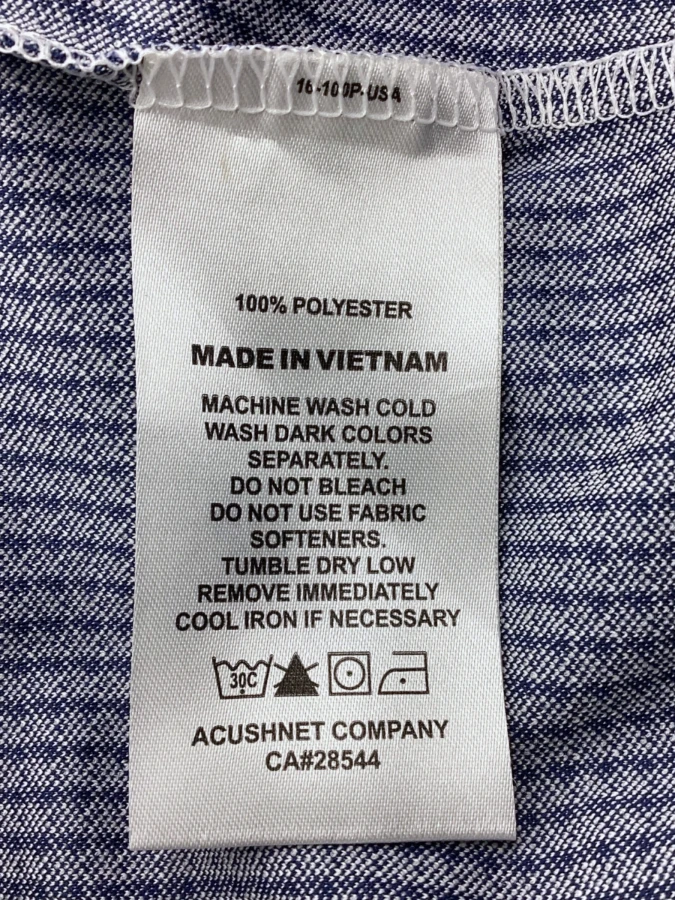 16-100P-USA
100% POLYESTER
MADE IN VIETNAM
MACHINE WASH COLD
WASH DARK COLORS
SEPARATELY.
DO NOT BLEACH
DO NOT USE FABRIC
SOFTENERS.
TUMBLE DRY LOW
REMOVE IMMEDIATELY
COOL IRON IF NECESSARY
30C
ACUSHNET COMPANY
CA#28544